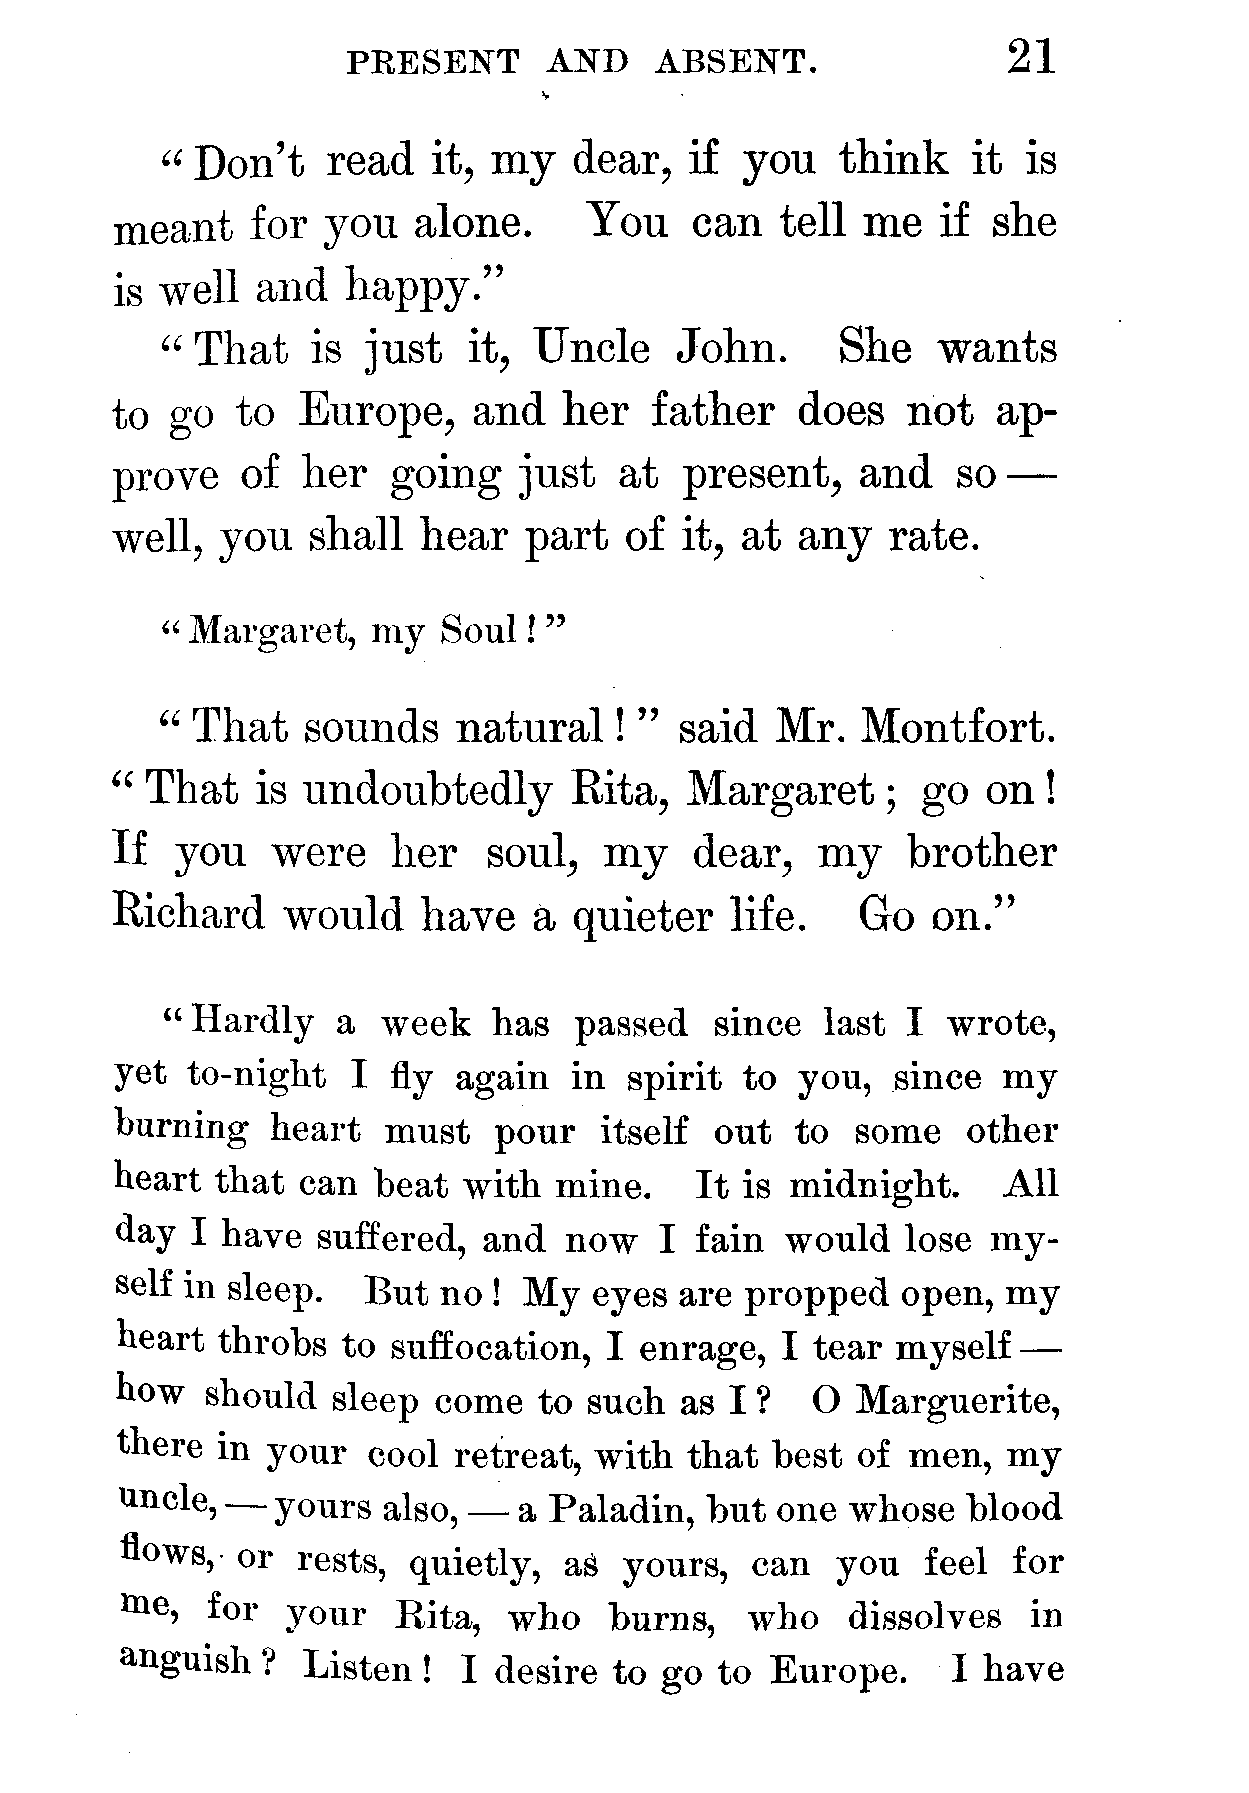 PRESENT AND ABSENT. 21
“Don’t read it, my dear, if you think it is
meant for you alone. You can tell me if she
is well and happy.”
“That is just it, Uncle John. She wants
to go to Europe, and her father does not ap-
prove of her going just at present, and so —
well, you shall hear part of it, at any rate.
“Margaret, my Soul!”
“That sounds natural!” said Mr. Montfort.
“That is undoubtedly Rita, Margaret; go on!
If you were her soul, my dear, my brother
Richard would have a quieter life. Go on.”
“Hardly a week has passed since last I wrote,
yet to-night I fly again in spirit to you, since my
burning heart must pour itself out to some other
heart that can beat with mine. It is midnight. All
day I have suffered, and now I fain would lose my-
self in sleep. But no! My eyes are propped open, my
heart throbs to suffocation, I enrage, I tear myself —
how should sleep come to such as I? O Marguerite,
there in your cool retreat, with that best of men, my
uncle, — yours also, — a Paladin, but one whose blood
flows, or rests, quietly, as yours, can you feel for
me, for your Rita, who burns, who dissolves in
anguish? Listen! I desire to go to Europe. I have